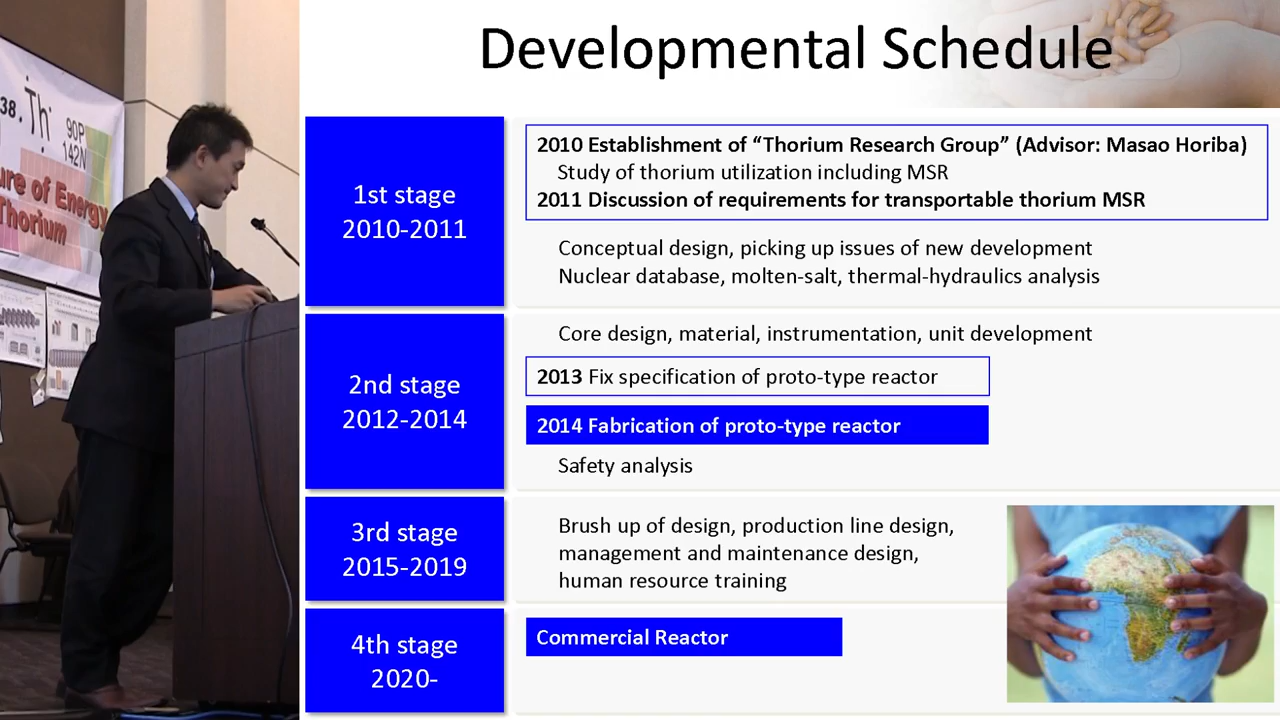 38. Th
90P
142N
ure of Energy
Thorium
Developmental Schedule
1st stage
2010-2011
2010 Establishment of “Thorium Research Group” (Advisor: Masao Horiba)
Study of thorium utilization including MSR
2011 Discussion of requirements for transportable thorium MSR
Conceptual design, picking up issues of new development
Nuclear database, molten-salt, thermal-hydraulics analysis
2nd stage
2012-2014
Core design, material, instrumentation, unit development
2013 Fix specification of proto-type reactor
2014 Fabrication of proto-type reactor
Safety analysis
3rd stage
2015-2019
Brush up of design, production line design,
management and maintenance design,
human resource training
4th stage
2020-
Commercial Reactor